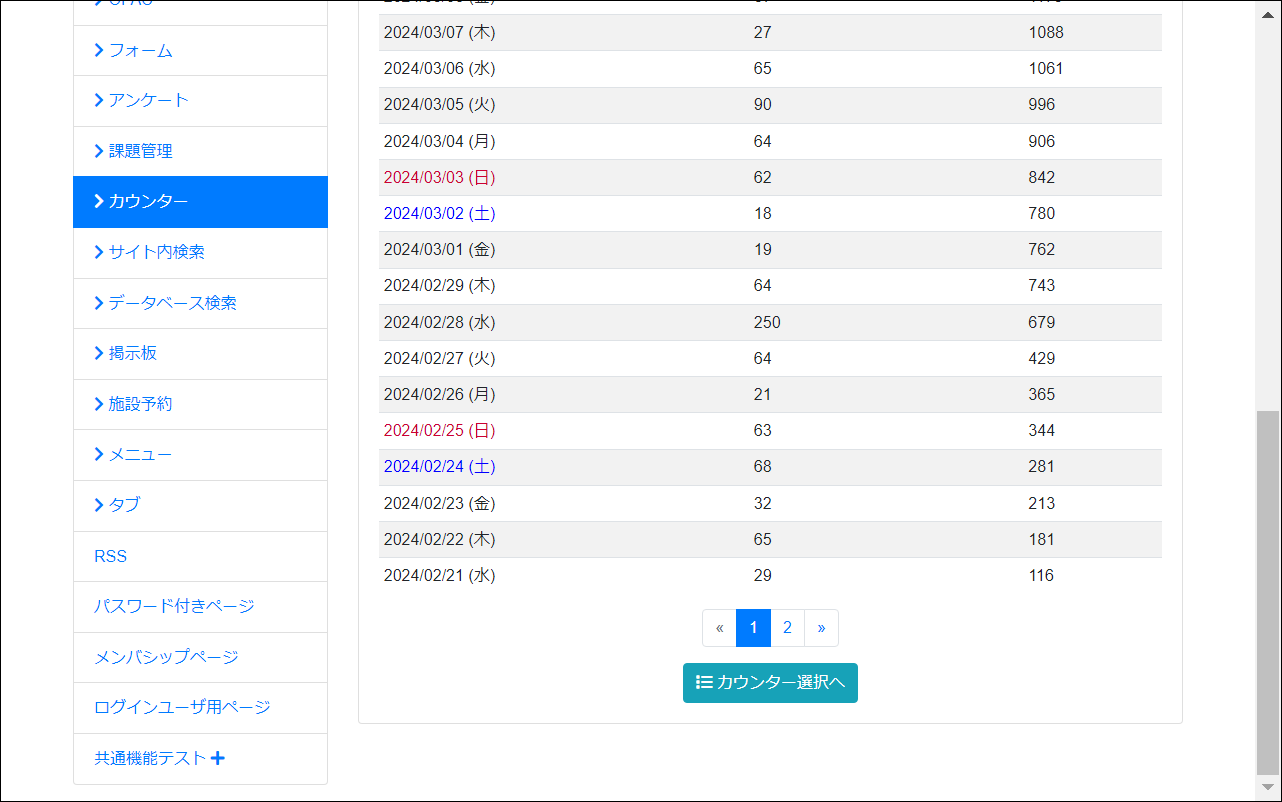 フォーム
アンケート
課題管理
カウンター
サイト内検索
データベース検索
掲示板
施設予約
メニュー
タブ
RSS
パスワード付きページ
メンバシップページ
ログインユーザ用ページ
共通機能テスト
2024/03/07 (木) 27 1088
2024/03/06 (水) 65 1061
2024/03/05 (火) 90 996
2024/03/04 (月) 64 906
2024/03/03 (日) 62 842
2024/03/02 (土) 18 780
2024/03/01 (金) 19 762
2024/02/29 (木) 64 743
2024/02/28 (水) 250 679
2024/02/27 (火) 64 429
2024/02/26 (月) 21 365
2024/02/25 (日) 63 344
2024/02/24 (土) 68 281
2024/02/23 (金) 32 213
2024/02/22 (木) 65 181
2024/02/21 (水) 29 116
« 1 2 »
カウンター選択へ